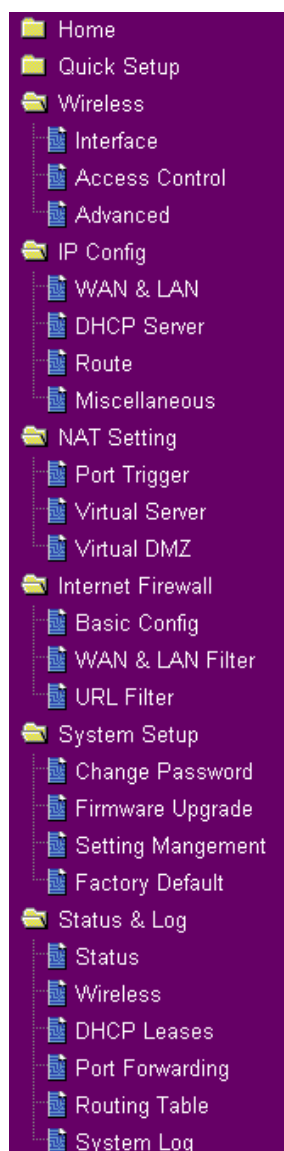 Home
Quick Setup
Wireless
Interface
Access Control
Advanced
IP Config
WAN & LAN
DHCP Server
Route
Miscellaneous
NAT Setting
Port Trigger
Virtual Server
Virtual DMZ
Internet Firewall
Basic Config
WAN & LAN Filter
URL Filter
System Setup
Change Password
Firmware Upgrade
Setting Mangement
Factory Default
Status & Log
Status
Wireless
DHCP Leases
Port Forwarding
Routing Table
System Log